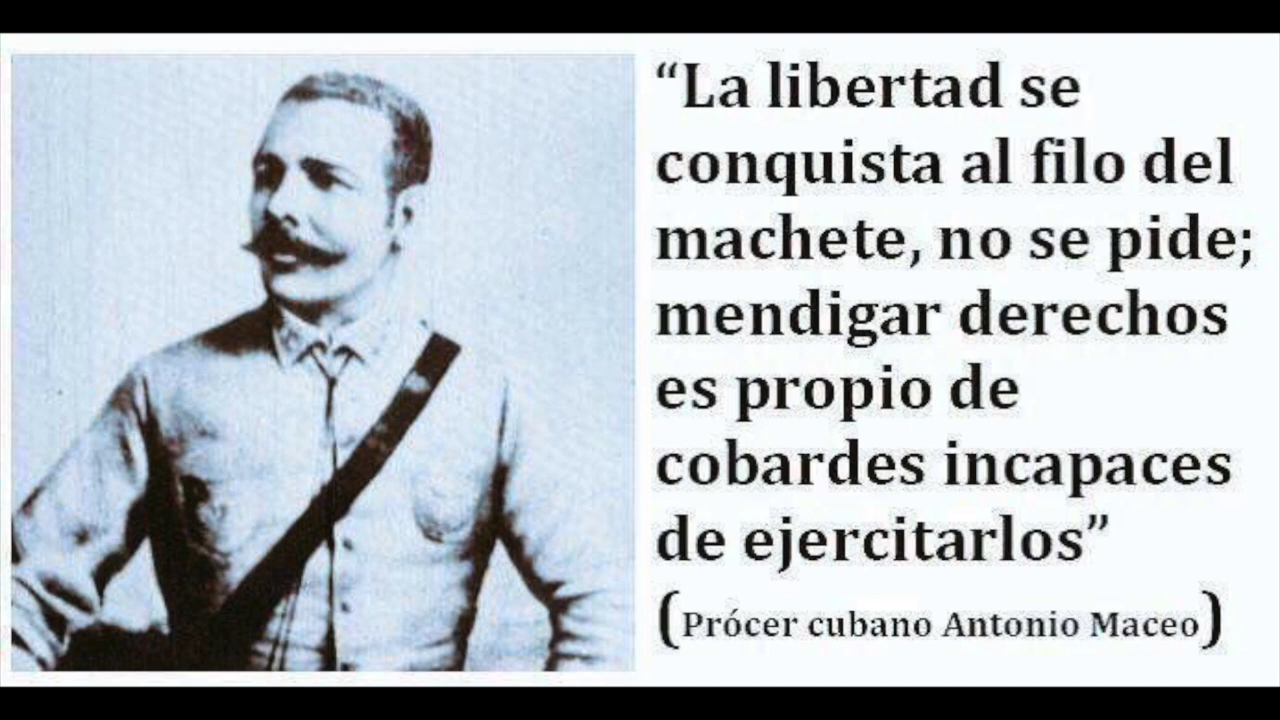 “La libertad se
conquista al filo del
machete, no se pide;
mendigar derechos
es propio de
cobardes incapaces
de ejercitarlos”
(Prócer cubano Antonio Maceo)